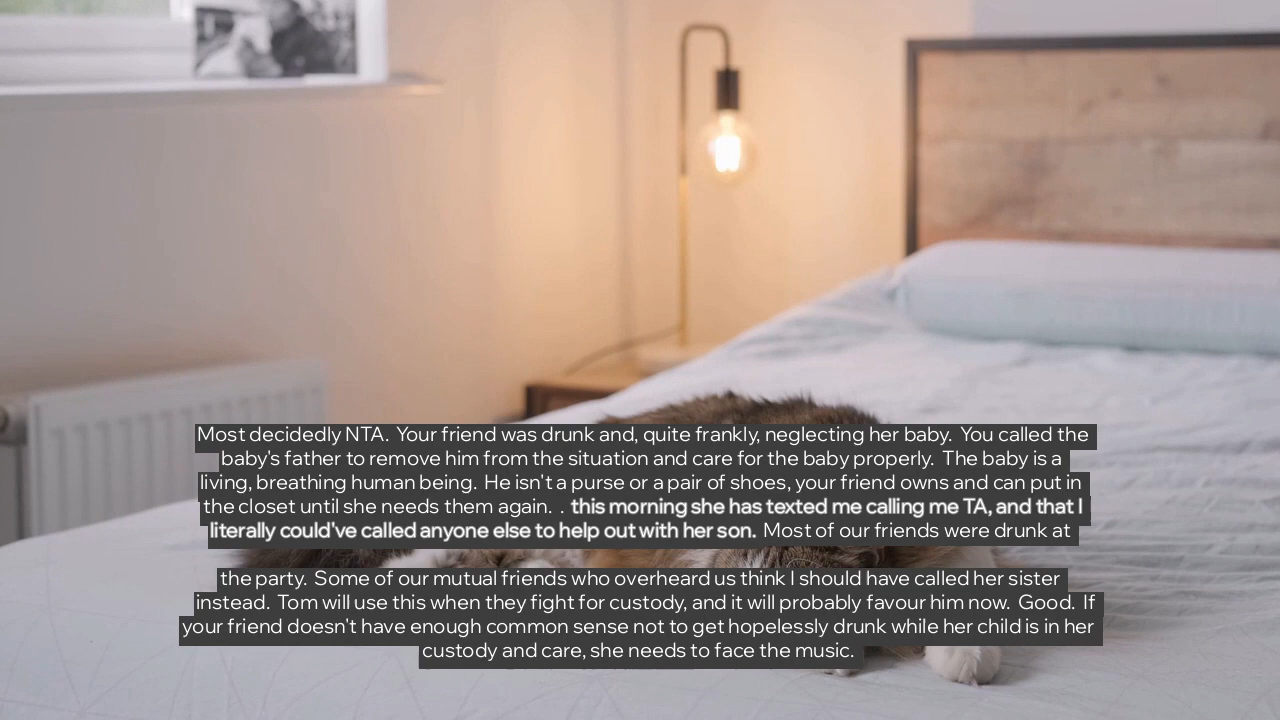 Most decidedly NTA. Your friend was drunk and, quite frankly, neglecting her baby. You called the
baby's father to remove him from the situation and care for the baby properly. The baby is a
living, breathing human being. He isn't a purse or a pair of shoes, your friend owns and can put in
the closet until she needs them again. . this morning she has texted me calling me TA, and that I
literally could've called anyone else to help out with her son. Most of our friends were drunk at
the party. Some of our mutual friends who overheard us think I should have called her sister
instead. Tom will use this when they fight for custody, and it will probably favour him now. Good. If
your friend doesn't have enough common sense not to get hopelessly drunk while her child is in her
custody and care, she needs to face the music.